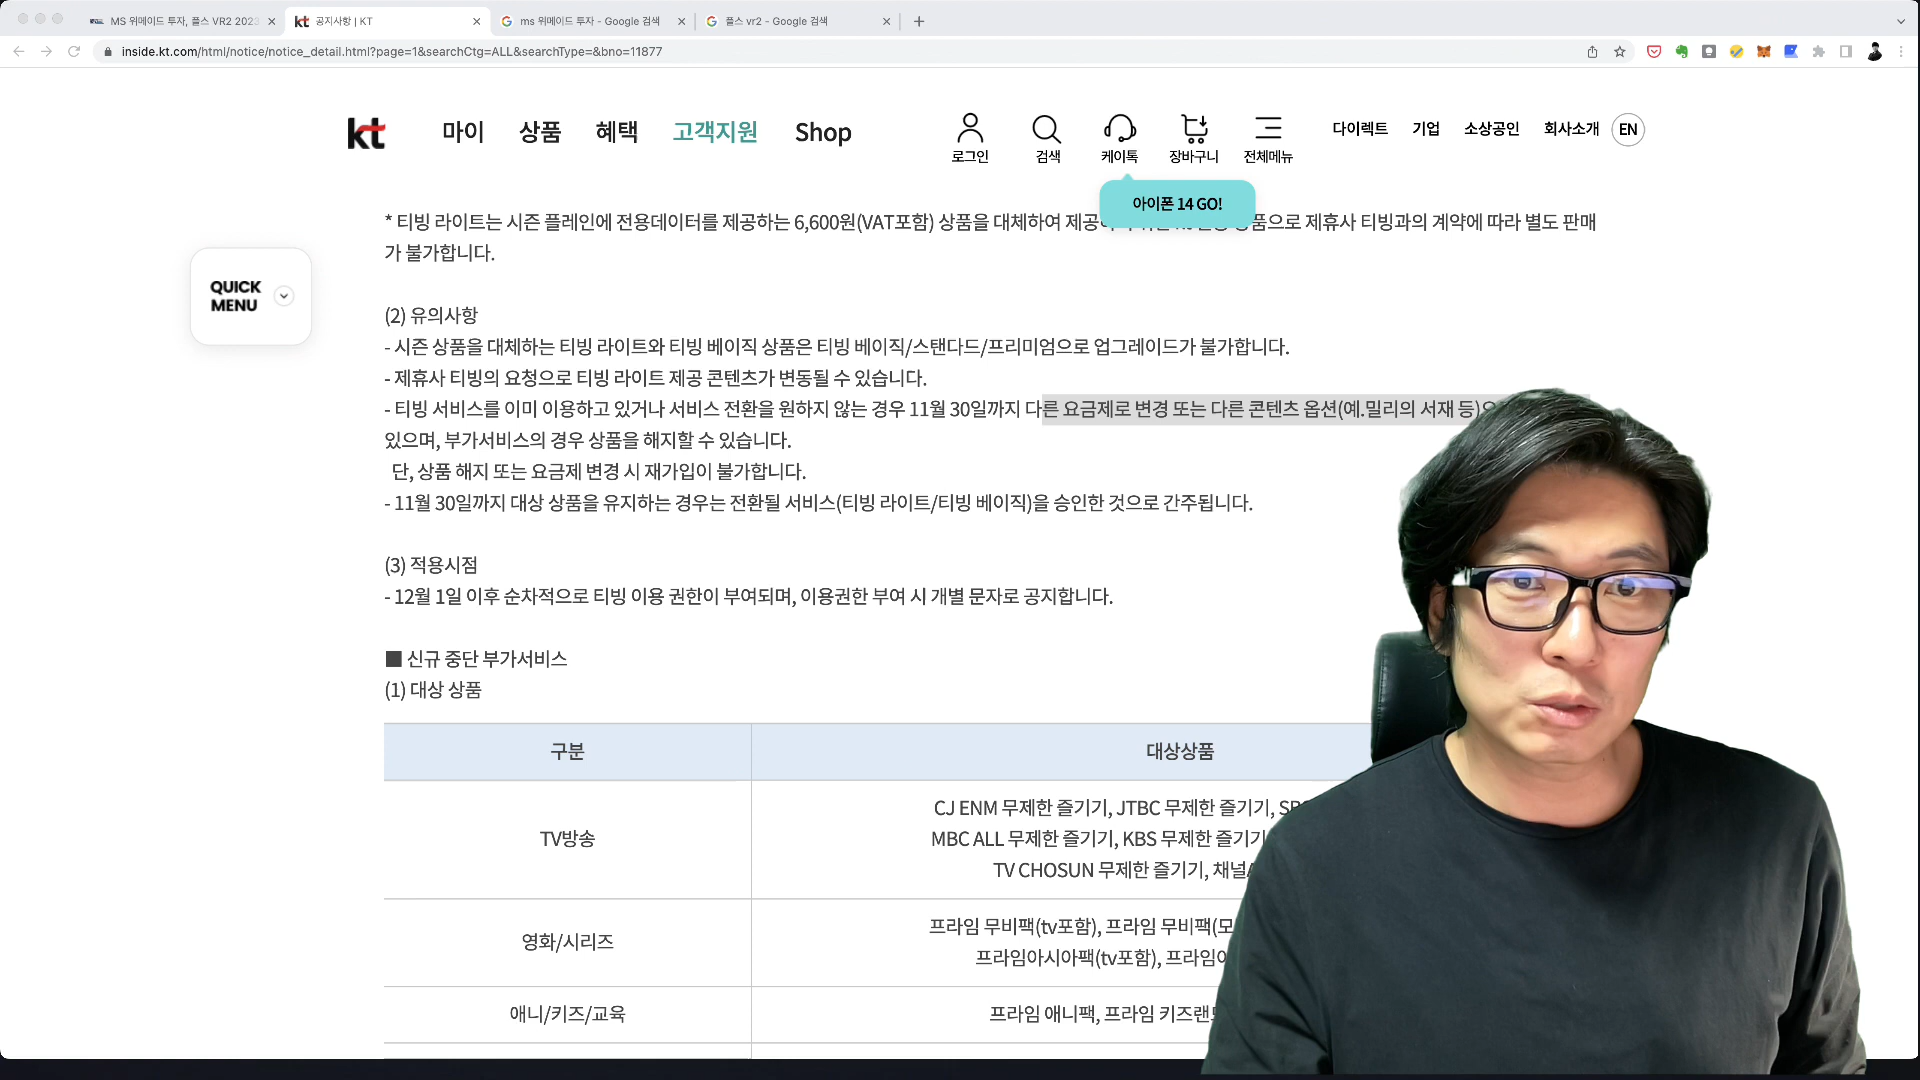 MS 위메이드 투자, 플스 VR2 2023
공지사항 | KT
ms 위메이드 투자 - Google 검색
플스 vr2 - Google 검색
inside.kt.com/html/notice/notice_detail.html?page=1&searchCtg=ALL&searchType=&bno=11877
kt
마이
상품
혜택
고객지원
Shop
로그인
검색
케이톡
장바구니
전체메뉴
다이렉트
기업
소상공인
회사소개
EN
아이폰 14 GO!
QUICK
MENU
* 티빙 라이트는 시즌 플레인에 전용데이터를 제공하는 6,600원(VAT포함) 상품을 대체하여 상품으로 제휴사 티빙과의 계약에 따라 별도 판매
가 불가합니다.
(2) 유의사항
- 시즌 상품을 대체하는 티빙 라이트와 티빙 베이직 상품은 티빙 베이직/스탠다드/프리미엄으로 업그레이드가 불가합니다.
- 제휴사 티빙의 요청으로 티빙 라이트 제공 콘텐츠가 변동될 수 있습니다.
- 티빙 서비스를 이미 이용하고 있거나 서비스 전환을 원하지 않는 경우 11월 30일까지 다른 요금제로 변경 또는 다른 콘텐츠 옵션(예.밀리의 서재 등)
있으며, 부가서비스의 경우 상품을 해지할 수 있습니다.
단, 상품 해지 또는 요금제 변경 시 재가입이 불가합니다.
- 11월 30일까지 대상 상품을 유지하는 경우는 전환될 서비스(티빙 라이트/티빙 베이직)을 승인한 것으로 간주됩니다.
(3) 적용시점
- 12월 1일 이후 순차적으로 티빙 이용 권한이 부여되며, 이용권한 부여 시 개별 문자로 공지합니다.
■ 신규 중단 부가서비스
(1) 대상 상품
구분
대상상품
TV방송
CJ ENM 무제한 즐기기, JTBC 무제한 즐기기,
MBC ALL 무제한 즐기기, KBS 무제한 즐기기
TV CHOSUN 무제한 즐기기, 채널A
영화/시리즈
프라임 무비팩(tv포함), 프라임 무비팩(모
프라임아시아팩(tv포함),
애니/키즈/교육
프라임 애니팩, 프라임 키즈랜드